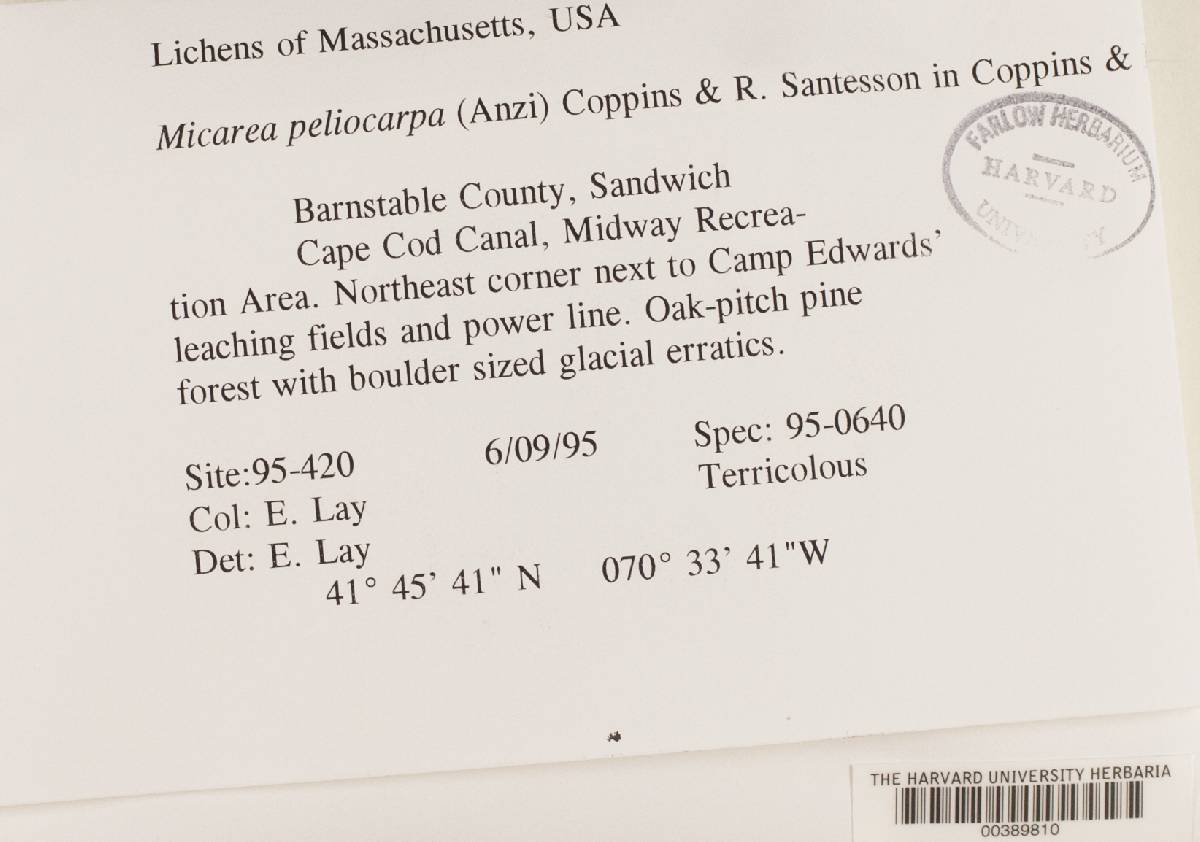 Lichens of Massachusetts, USA
Micarea peliocarpa (Anzi) Coppins & R. Santesson in Coppins &
FARLOW HERBARIUM
HARVARD
Barnstable County, Sandwich
Cape Cod Canal, Midway Recrea-
tion Area. Northeast corner next to Camp Edwards'
leaching fields and power line. Oak-pitch pine
forest with boulder sized glacial erratics.
Site:95-420 6/09/95 Spec: 95-0640
Col: E. Lay Terricolous
Det: E. Lay
41° 45' 41" N 070° 33' 41"W
THE HARVARD UNIVERSITY HERBARIA
00389810